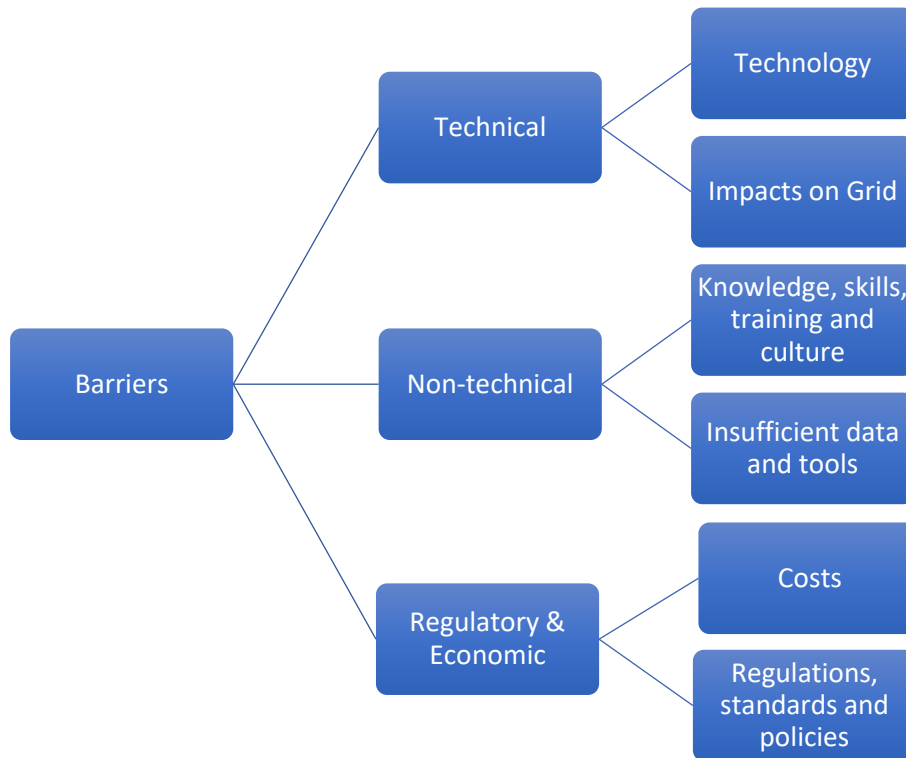 Barriers
Technical
Technology
Impacts on Grid
Non-technical
Knowledge, skills,
training and
culture
Insufficient data
and tools
Regulatory &
Economic
Costs
Regulations,
standards and
policies